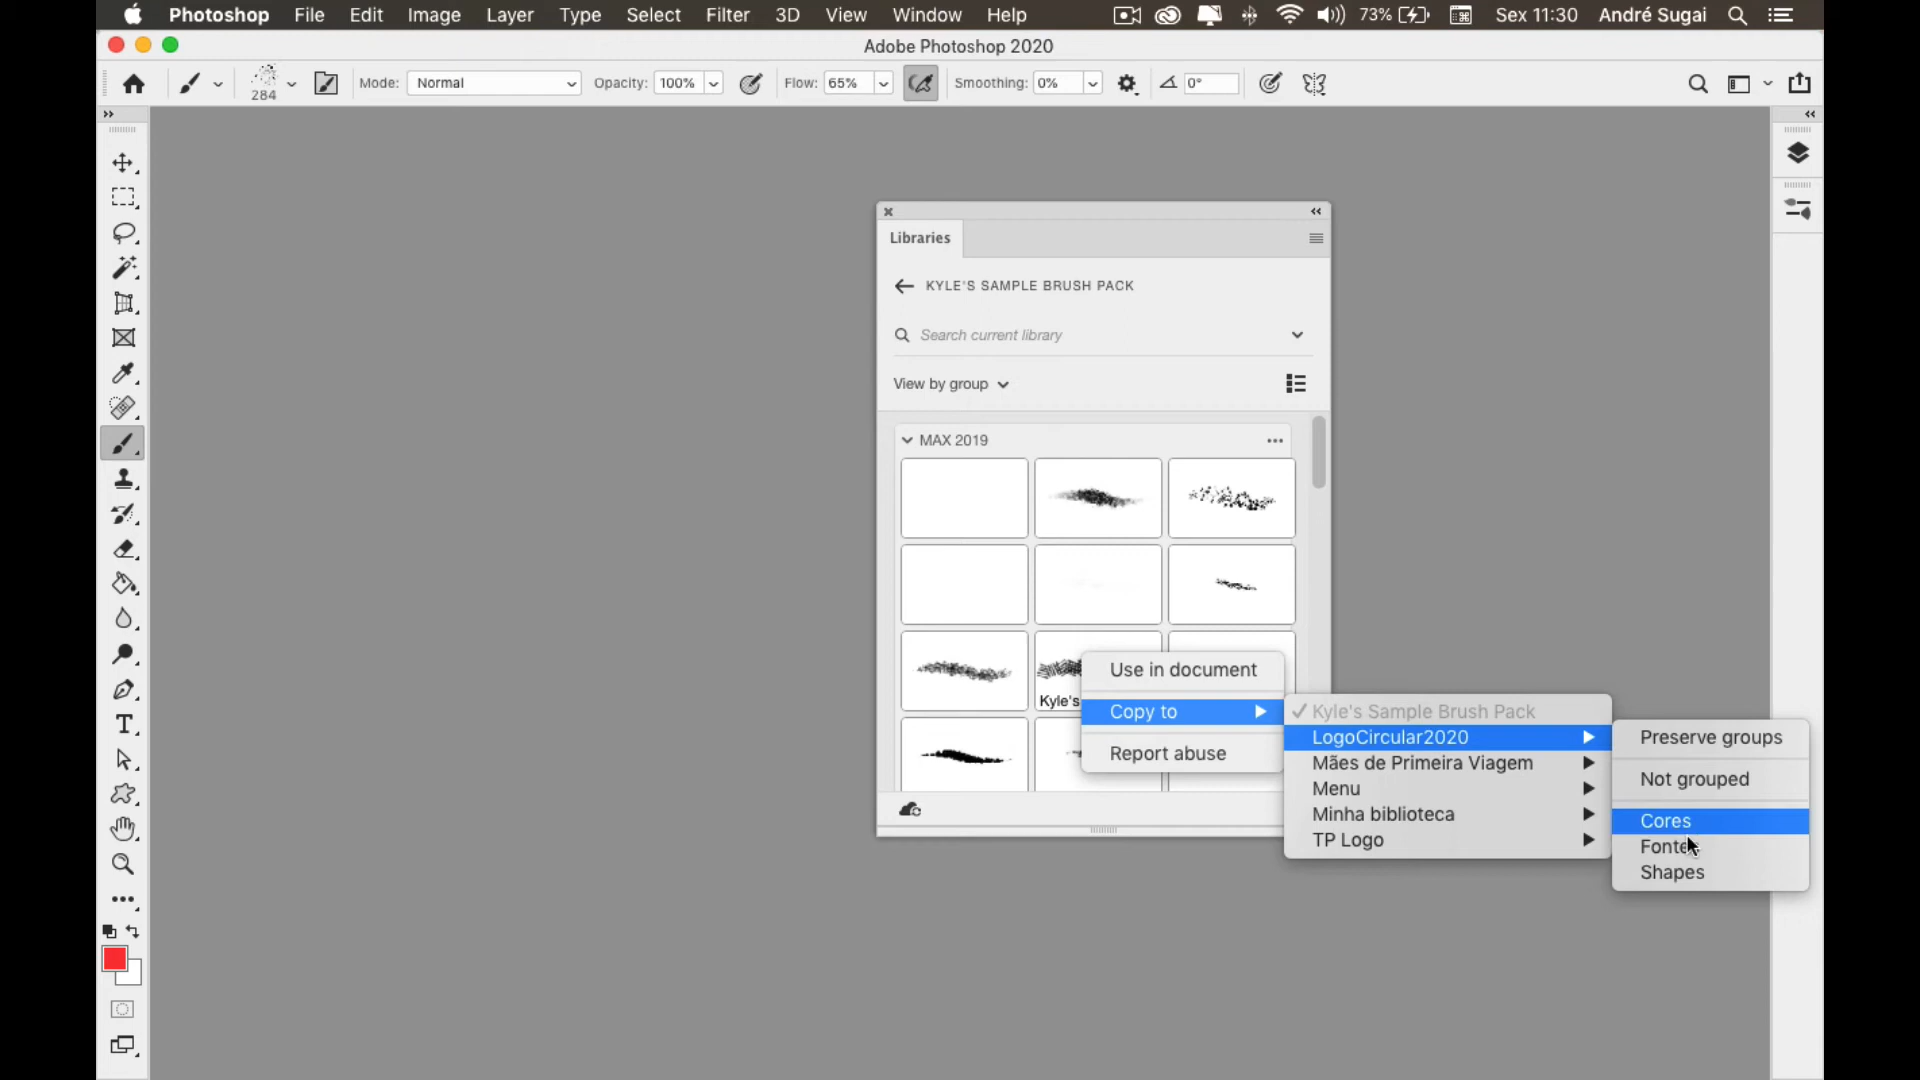 Photoshop File Edit Image Layer Type Select Filter 3D View Window Help 73% Sex 11:30 André Sugai
Adobe Photoshop 2020
284 Mode: Normal Opacity: 100% Flow: 65% Smoothing: 0% 0°
Libraries
KYLE'S SAMPLE BRUSH PACK
Search current library
View by group
MAX 2019
Kyle's
Use in document
Copy to
Report abuse
Kyle's Sample Brush Pack
LogoCircular2020
Mães de Primeira Viagem
Menu
Minha biblioteca
TP Logo
Preserve groups
Not grouped
Cores
Shapes